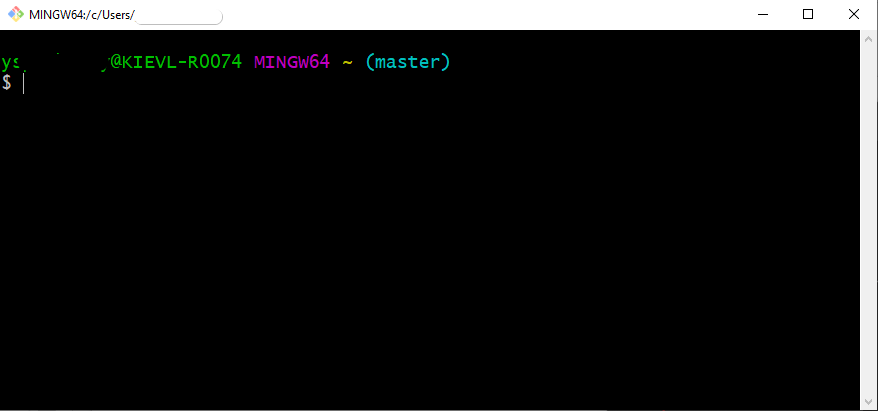 MINGW64:/c/Users/
@KIEVL-R0074 MINGW64 ~ (master)
$